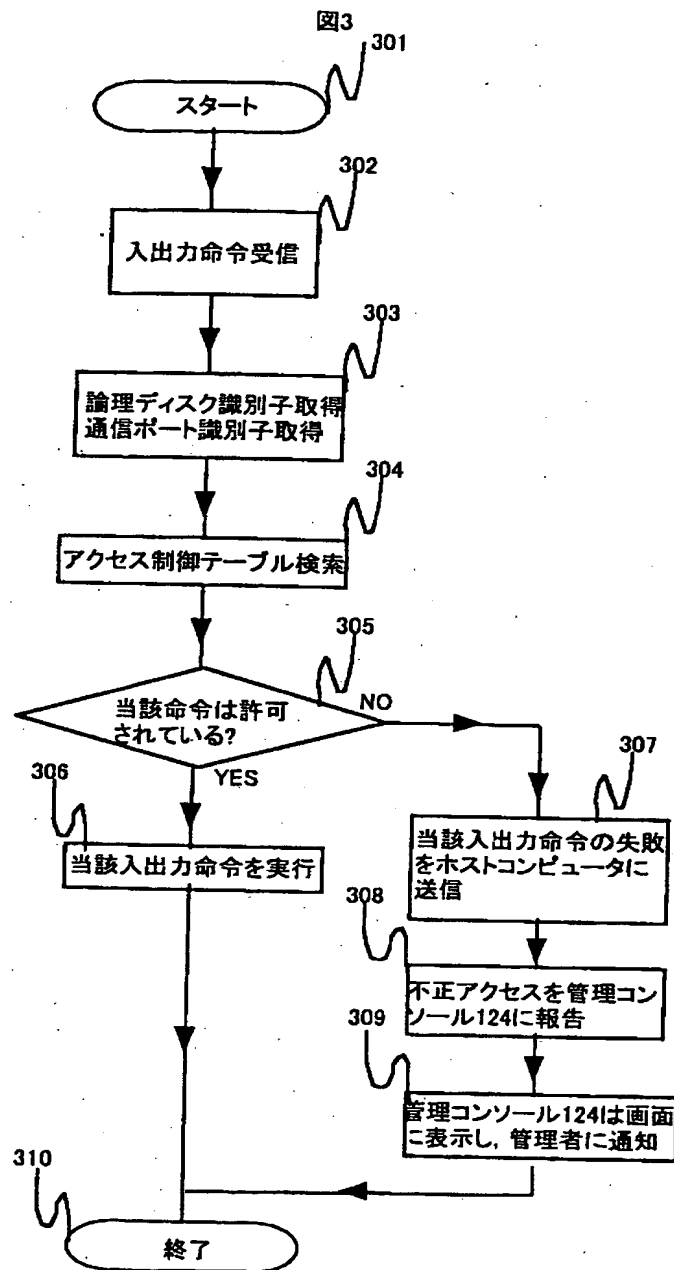 図3
301
スタート
302
入出力命令受信
303
論理ディスク識別子取得
通信ポート識別子取得
304
アクセス制御テーブル検索
305
当該命令は許可
されている?
NO
YES
306
当該入出力命令を実行
307
当該入出力命令の失敗
をホストコンピュータに
送信
308
不正アクセスを管理コン
ソール124に報告
309
管理コンソール124は画面
に表示し,管理者に通知
310
終了